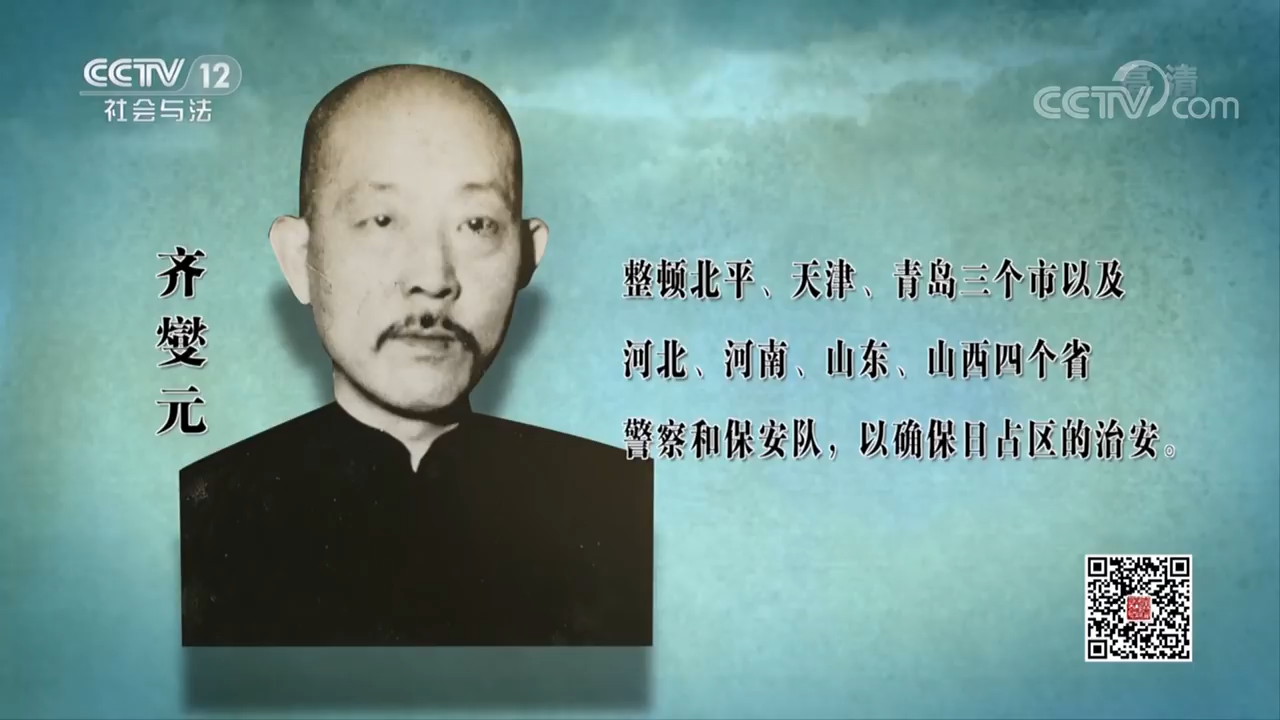 CCTV 12
社会与法
高清
CCTV.com
齐燮元
整顿北平、天津、青岛三个市以及
河北、河南、山东、山西四个省
警察和保安队，以确保日占区的治安。